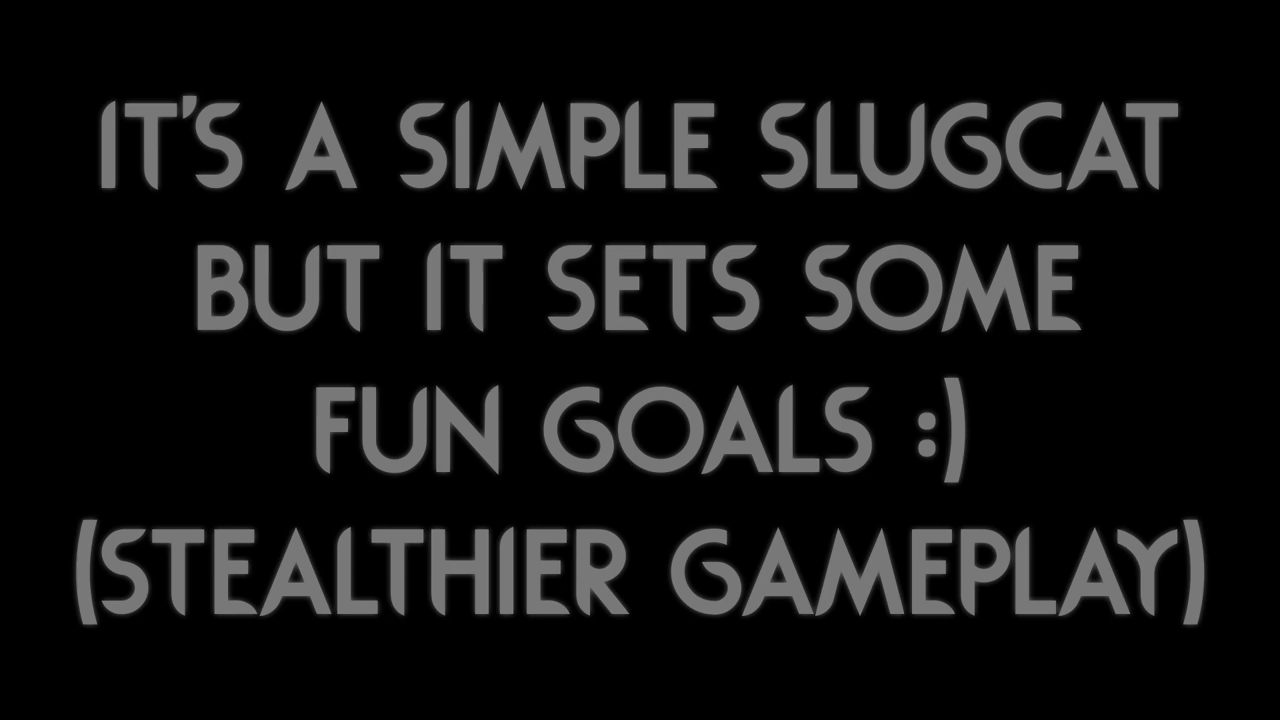 IT'S A SIMPLE SLUGCAT
BUT IT SETS SOME
FUN GOALS :)
(STEALTHIER GAMEPLAY)